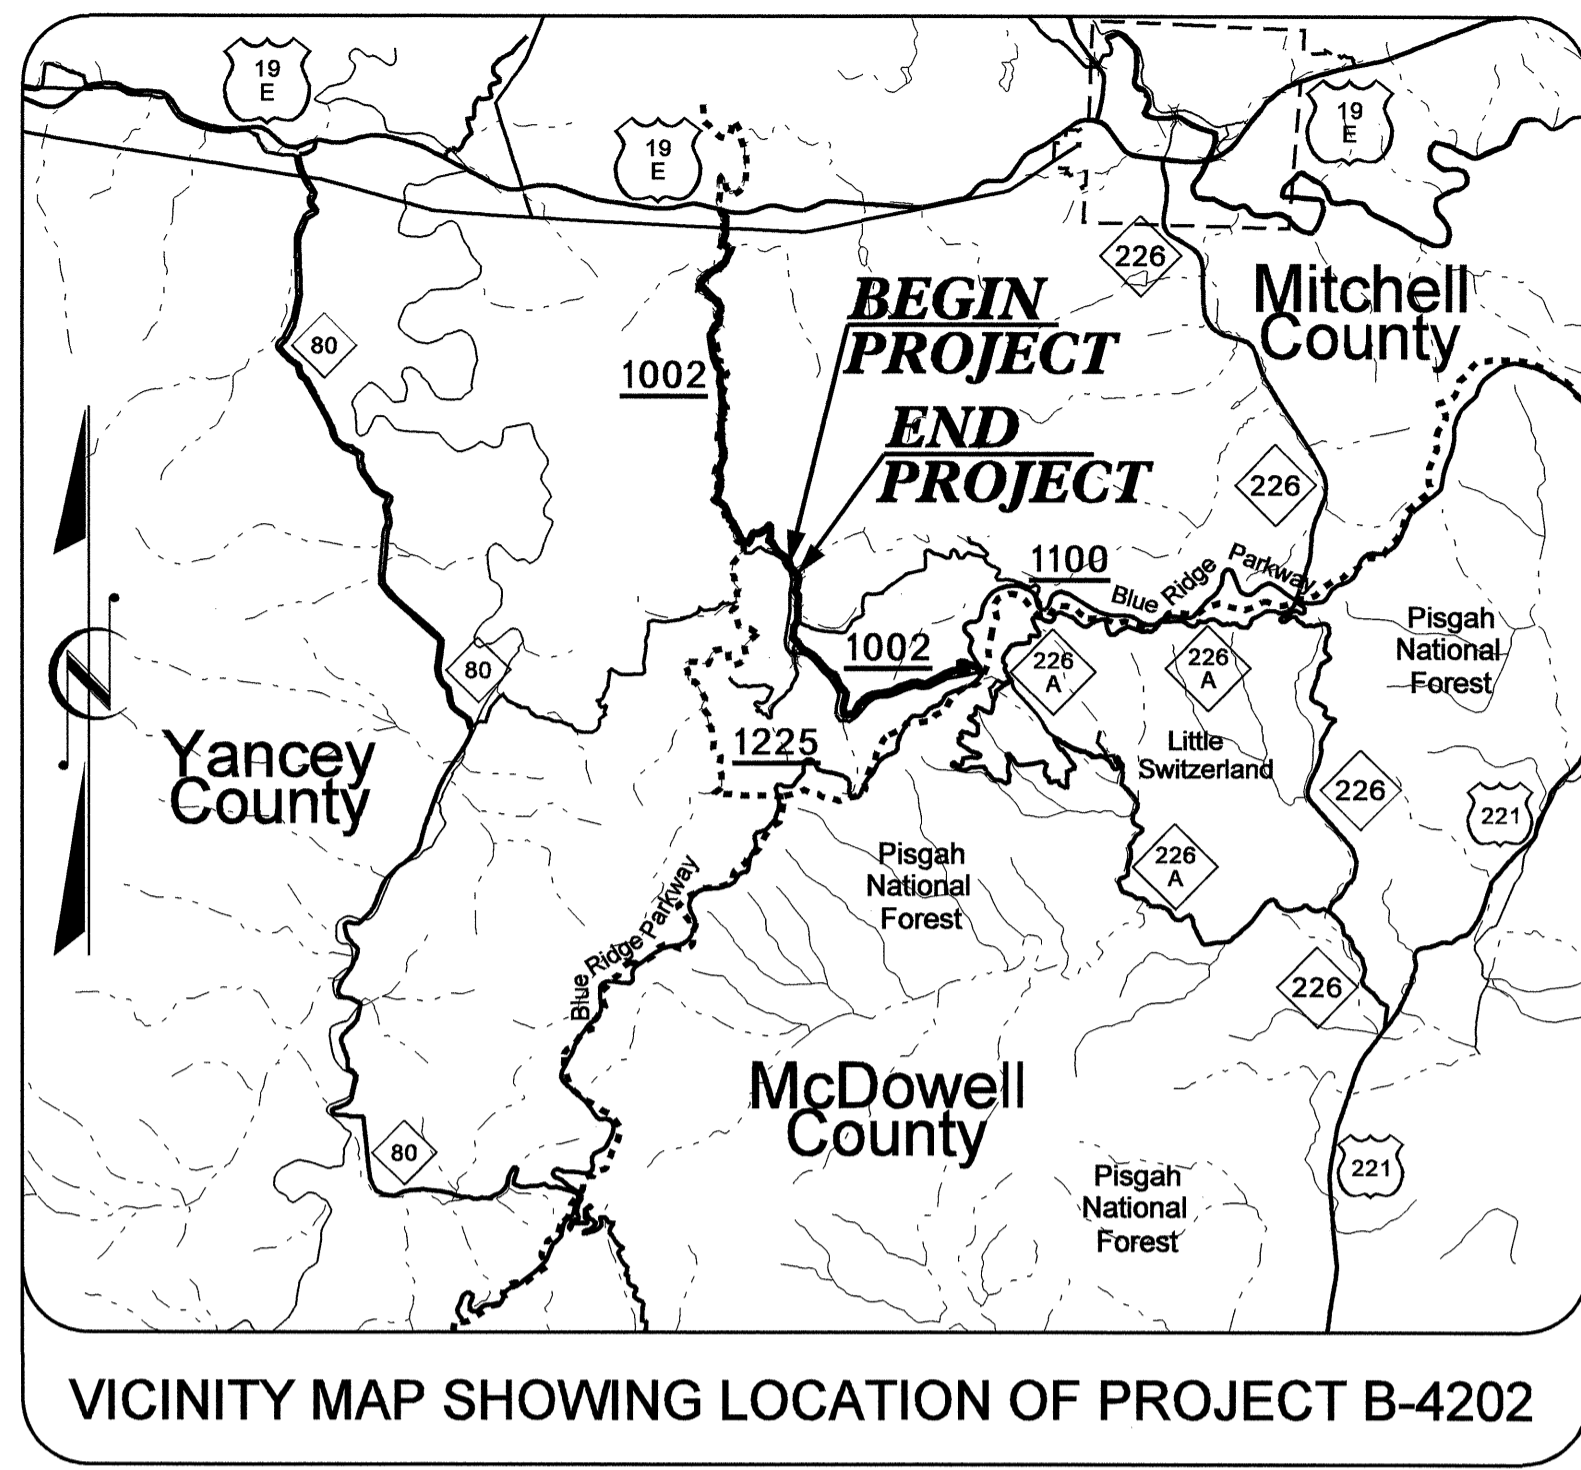 19
E
19
E
19
E
226
Mitchell
County
BEGIN
PROJECT
80
1002
END
PROJECT
226
1100
Blue Ridge Parkway
Pisgah
National
Forest
1002
226
A
226
A
80
Yancey
County
1225
Little
Switzerland
226
221
Pisgah
National
Forest
226
A
Blue Ridge Parkway
226
N
McDowell
County
80
221
Pisgah
National
Forest
VICINITY MAP SHOWING LOCATION OF PROJECT B-4202